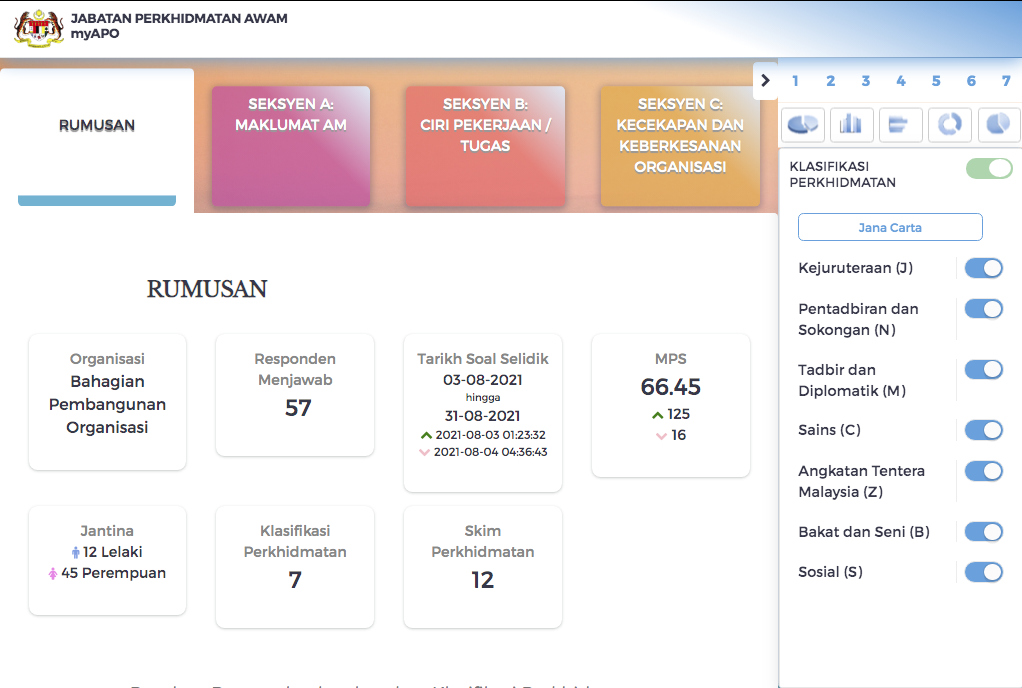 JABATAN PERKHIDMATAN AWAM
myAPO
RUMUSAN
SEKSYEN A:
MAKLUMAT AM
SEKSYEN B:
CIRI PEKERJAAN /
TUGAS
SEKSYEN C:
KECEKAPAN DAN
KEBERKESANAN
ORGANISASI
1 2 3 4 5 6 7
KLASIFIKASI
PERKHIDMATAN
Jana Carta
Kejuruteraan (J)
Pentadbiran dan
Sokongan (N)
Tadbir dan
Diplomatik (M)
Sains (C)
Angkatan Tentera
Malaysia (Z)
Bakat dan Seni (B)
Sosial (S)
RUMUSAN
Organisasi
Bahagian
Pembangunan
Organisasi
Responden
Menjawab
57
Tarikh Soal Selidik
03-08-2021
hingga
31-08-2021
2021-08-03 01:23:32
2021-08-04 04:36:43
MPS
66.45
125
16
Jantina
12 Lelaki
45 Perempuan
Klasifikasi
Perkhidmatan
7
Skim
Perkhidmatan
12